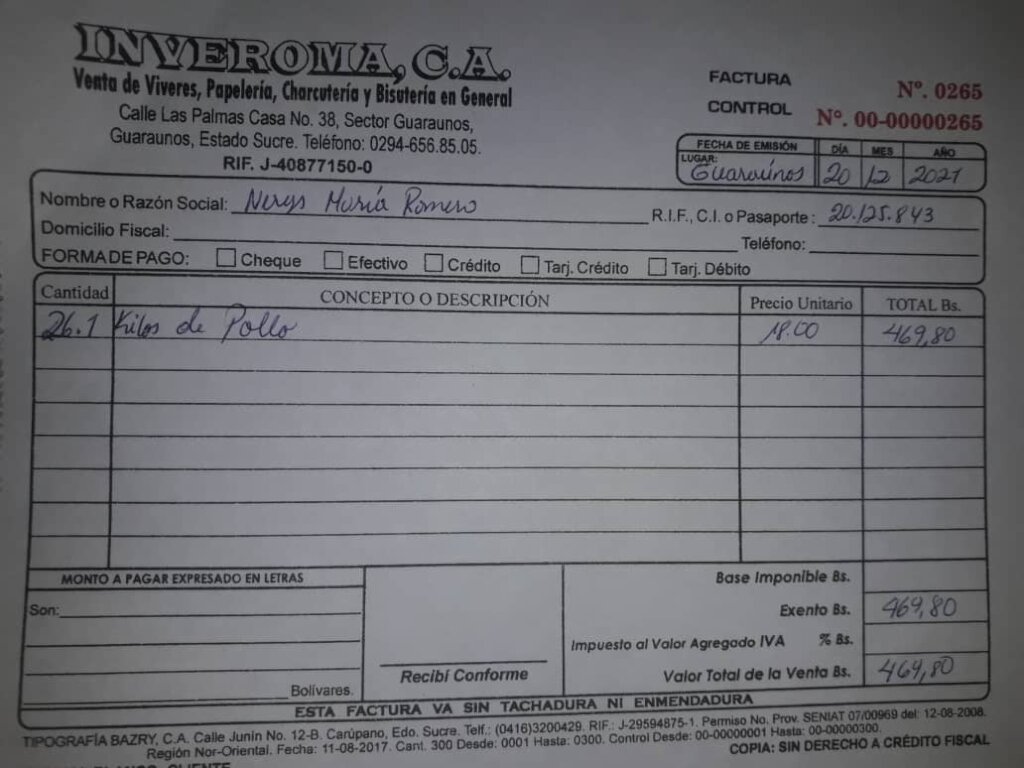 INVEROMA, C.A.
Venta de Viveres, Papelería, Charcutería y Bisutería en General
Calle Las Palmas Casa No. 38, Sector Guaraunos,
Guaraunos, Estado Sucre. Teléfono: 0294-656.85.05.
RIF. J-40877150-0
FACTURA Nº. 0265
CONTROL Nº. 00-00000265
FECHA DE EMISIÓN DÍA MES AÑO
LUGAR: Guaraúnos 20 12 2021
Nombre o Razón Social: Nerys María Romero R.I.F., C.I. o Pasaporte: 20.125.843
Domicilio Fiscal: Teléfono:
FORMA DE PAGO: Cheque Efectivo Crédito Tarj. Crédito Tarj. Débito
Cantidad CONCEPTO O DESCRIPCIÓN Precio Unitario TOTAL Bs.
26.1 Kilos de Pollo 18.00 469,80
MONTO A PAGAR EXPRESADO EN LETRAS
Son:
Bolívares.
Recibí Conforme
Base Imponible Bs.
Exento Bs. 469,80
Impuesto al Valor Agregado IVA % Bs.
Valor Total de la Venta Bs. 469,80
ESTA FACTURA VA SIN TACHADURA NI ENMENDADURA
TIPOGRAFÍA BAZRY, C.A. Calle Junín No. 12-B. Carúpano, Edo. Sucre. Telf.: (0416)3200429. RIF.: J-29594875-1. Permiso No. Prov. SENIAT 07/00969 del: 12-08-2008.
Región Nor-Oriental. Fecha: 11-08-2017. Cant. 300 Desde: 0001 Hasta: 0300. Control Desde: 00-00000001 Hasta: 00-00000300.
COPIA: SIN DERECHO A CRÉDITO FISCAL